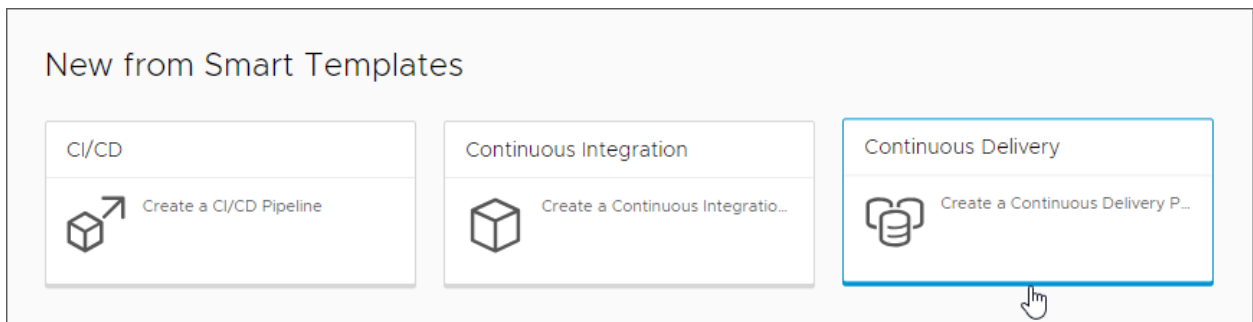 New from Smart Templates
CI/CD
Create a CI/CD Pipeline
Continuous Integration
Create a Continuous Integratio...
Continuous Delivery
Create a Continuous Delivery P...